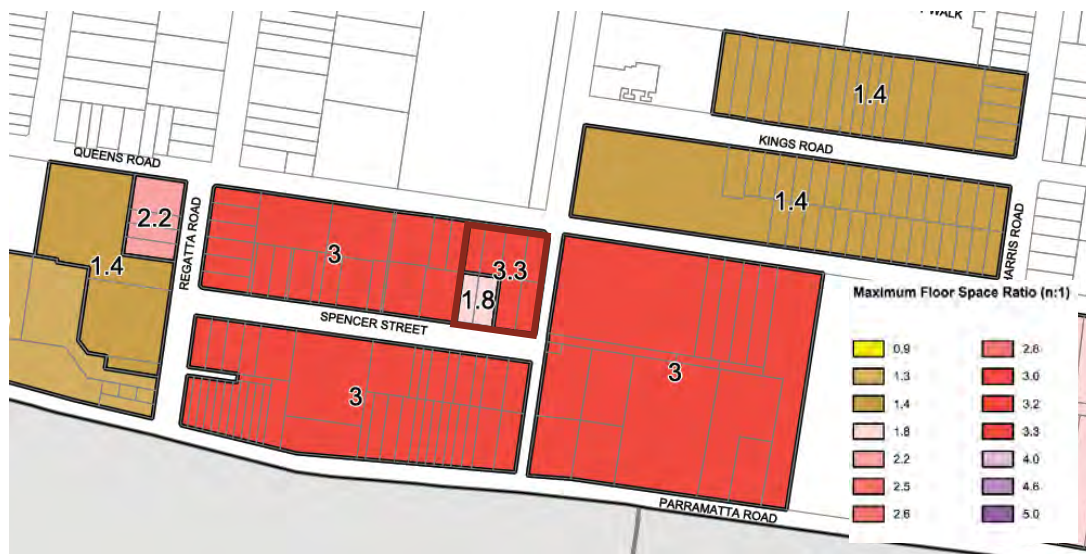 WALK
1.4
KINGS ROAD
QUEENS ROAD
1.4
2.2
REGATTA ROAD
HARRIS ROAD
3
3.3
1.4
1.8
SPENCER STREET
3
3
PARRAMATTA ROAD
Maximum Floor Space Ratio (n:1)
0.9 2.8
1.3 3.0
1.4 3.2
1.8 3.3
2.2 4.0
2.5 4.6
2.6 5.0